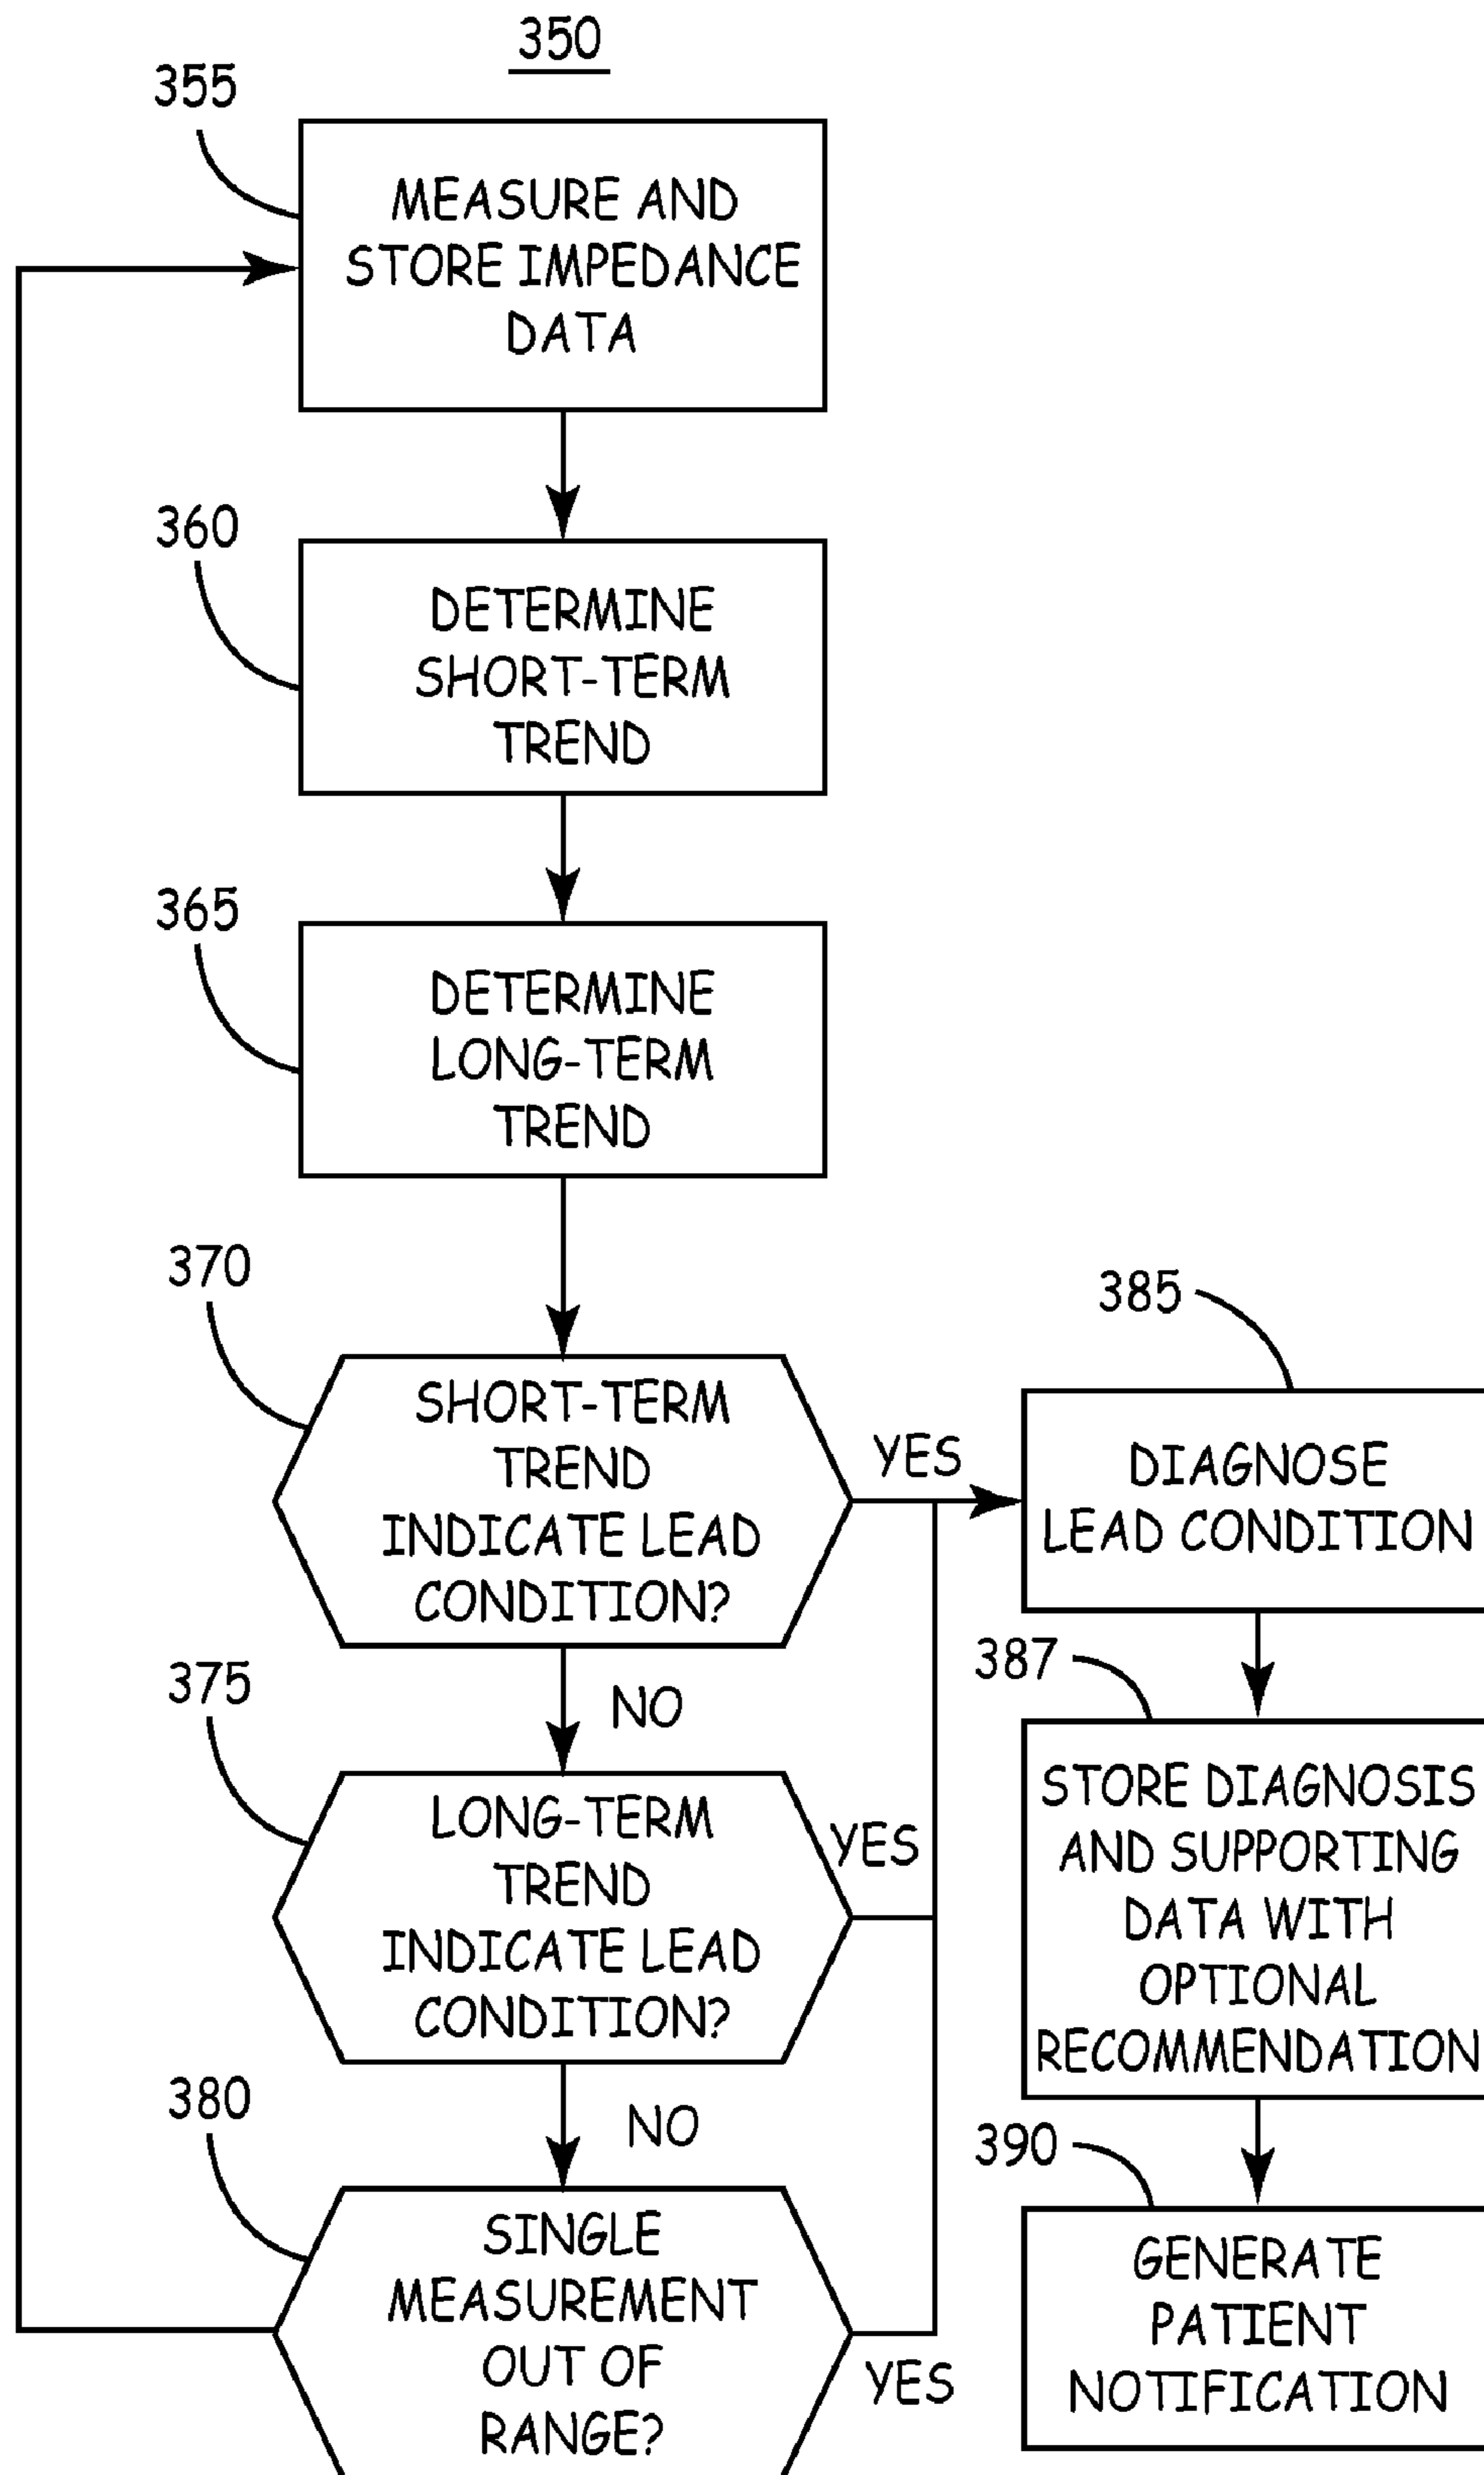 350
355
MEASURE AND
STORE IMPEDANCE
DATA
360
DETERMINE
SHORT-TERM
TREND
365
DETERMINE
LONG-TERM
TREND
370
SHORT-TERM
TREND
INDICATE LEAD
CONDITION?
YES
NO
375
LONG-TERM
TREND
INDICATE LEAD
CONDITION?
YES
NO
380
SINGLE
MEASUREMENT
OUT OF
RANGE?
YES
385
DIAGNOSE
LEAD CONDITION
387
STORE DIAGNOSIS
AND SUPPORTING
DATA WITH
OPTIONAL
RECOMMENDATION
390
GENERATE
PATIENT
NOTIFICATION